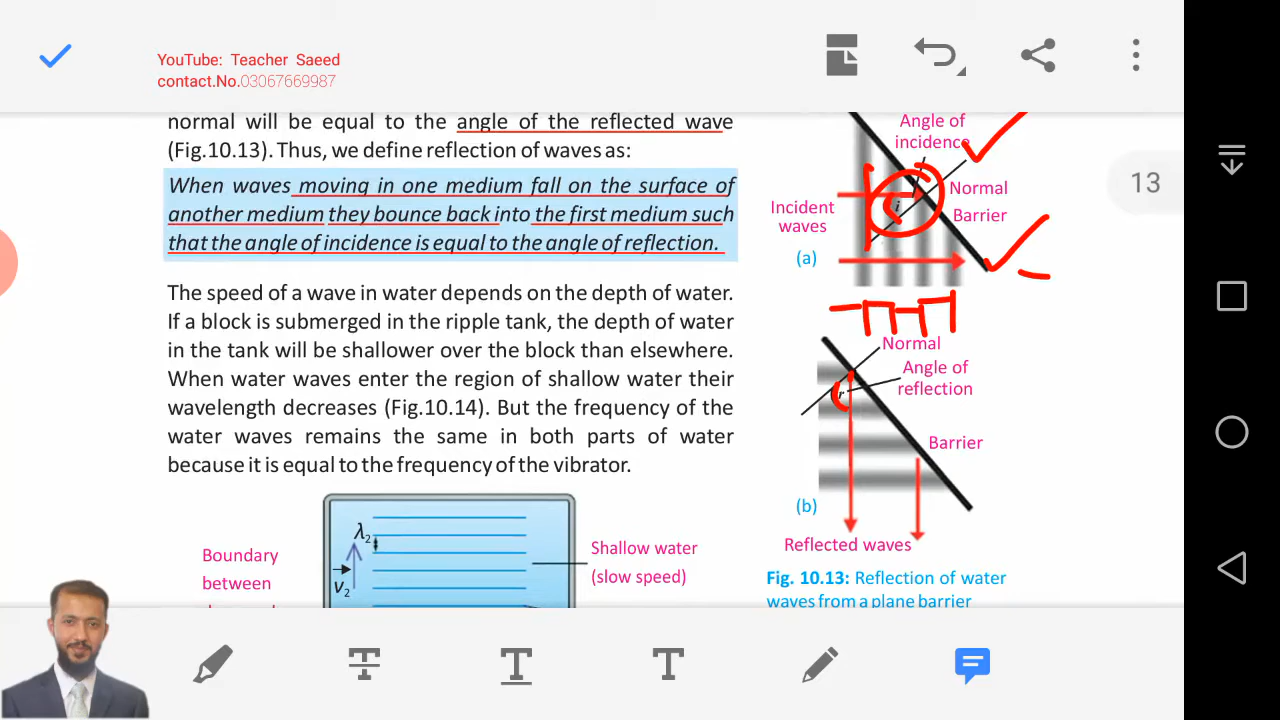 YouTube: Teacher Saeed
contact.No.03067669987
normal will be equal to the angle of the reflected wave
(Fig.10.13). Thus, we define reflection of waves as:
When waves moving in one medium fall on the surface of
another medium they bounce back into the first medium such
that the angle of incidence is equal to the angle of reflection.
The speed of a wave in water depends on the depth of water.
If a block is submerged in the ripple tank, the depth of water
in the tank will be shallower over the block than elsewhere.
When water waves enter the region of shallow water their
wavelength decreases (Fig.10.14). But the frequency of the
water waves remains the same in both parts of water
because it is equal to the frequency of the vibrator.
Boundary
between
λ2
v2
Shallow water
(slow speed)
Angle of
incidence
Normal
Barrier
Incident
waves
i
(a)
Normal
Angle of
reflection
r
Barrier
(b)
Reflected waves
Fig. 10.13: Reflection of water
waves from a plane barrier
13
T
T
T